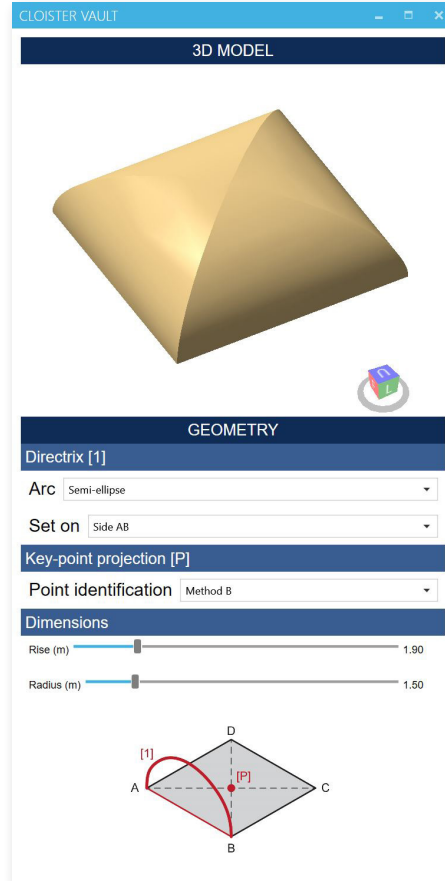 CLOISTER VAULT
3D MODEL
GEOMETRY
Directrix [1]
Arc Semi-ellipse
Set on Side AB
Key-point projection [P]
Point identification Method B
Dimensions
Rise (m) 1.90
Radius (m) 1.50
D
[1]
[P]
A C
B